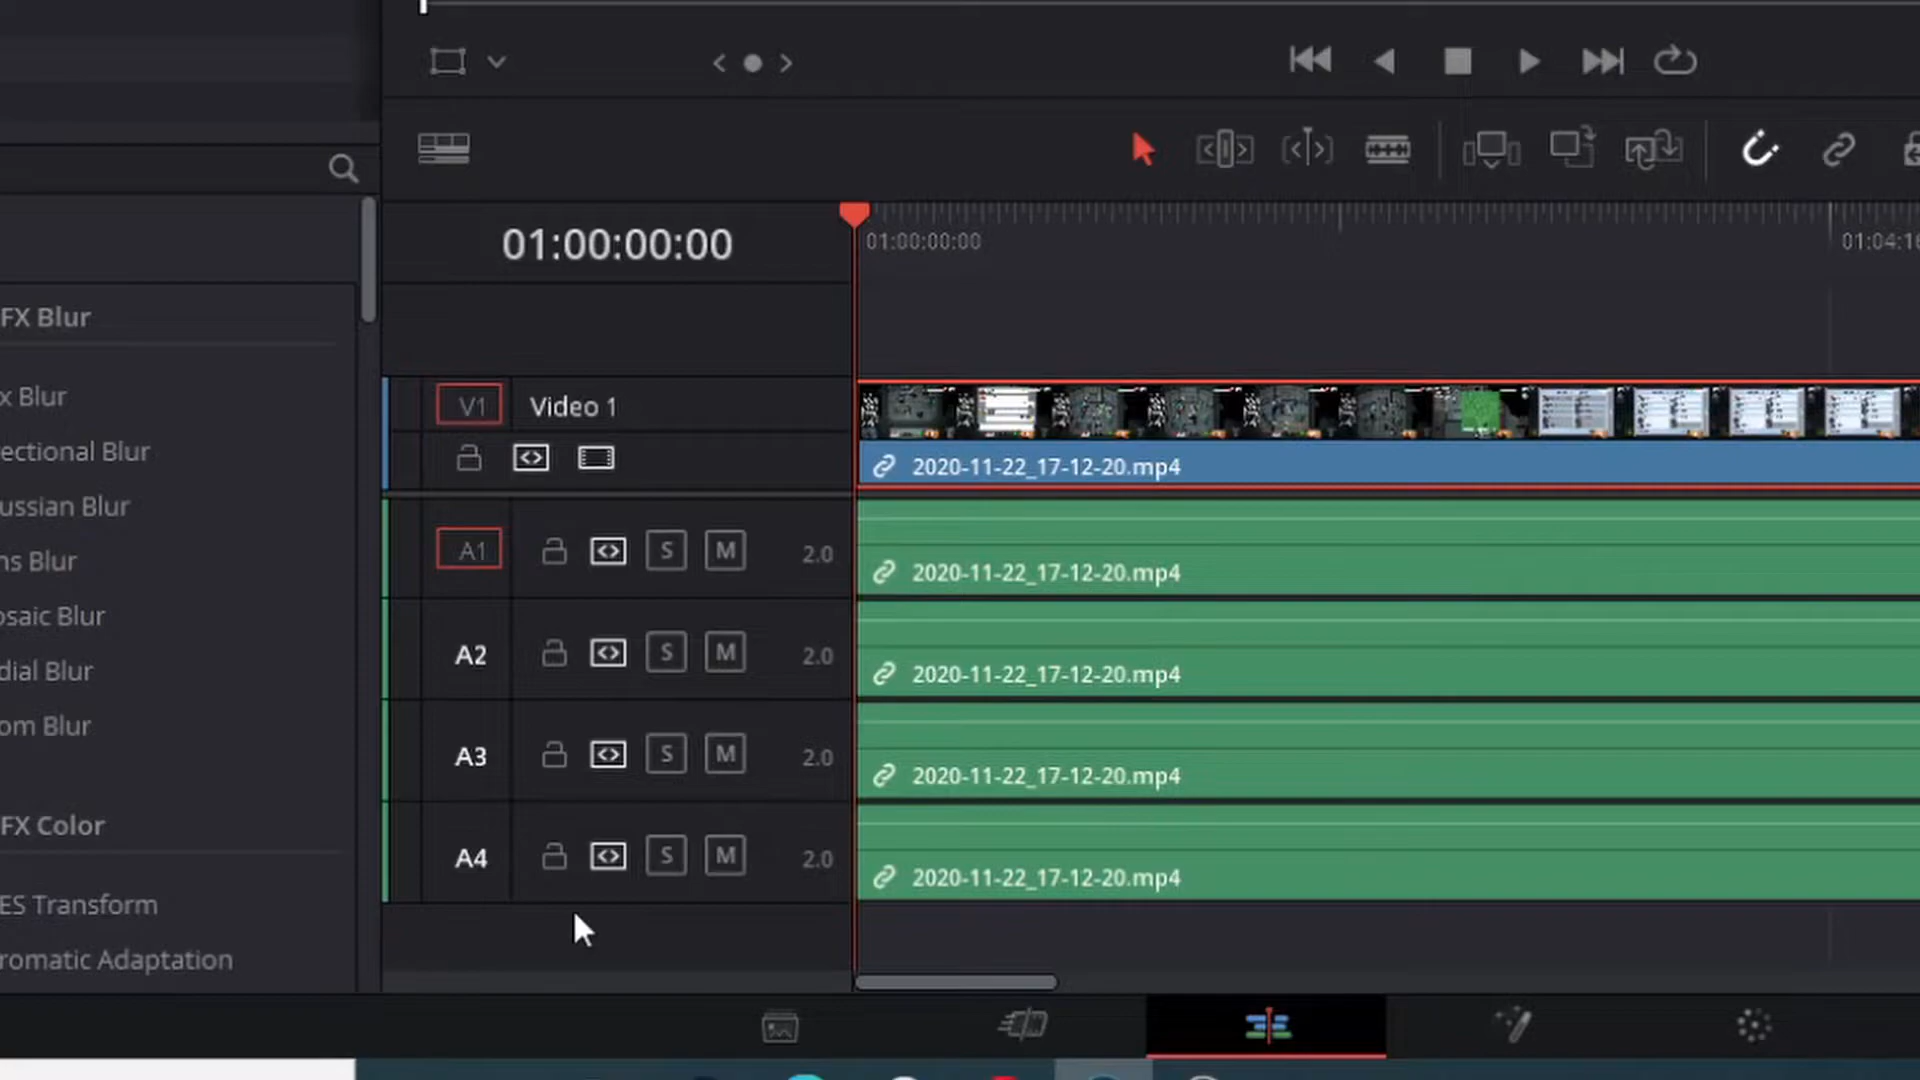 01:00:00:00
01:00:00:00
01:04:16
FX Blur
x Blur
ectional Blur
ussian Blur
ns Blur
osaic Blur
dial Blur
om Blur
FX Color
ES Transform
romatic Adaptation
V1 Video 1
2020-11-22_17-12-20.mp4
A1 S M 2.0
2020-11-22_17-12-20.mp4
A2 S M 2.0
2020-11-22_17-12-20.mp4
A3 S M 2.0
2020-11-22_17-12-20.mp4
A4 S M 2.0
2020-11-22_17-12-20.mp4